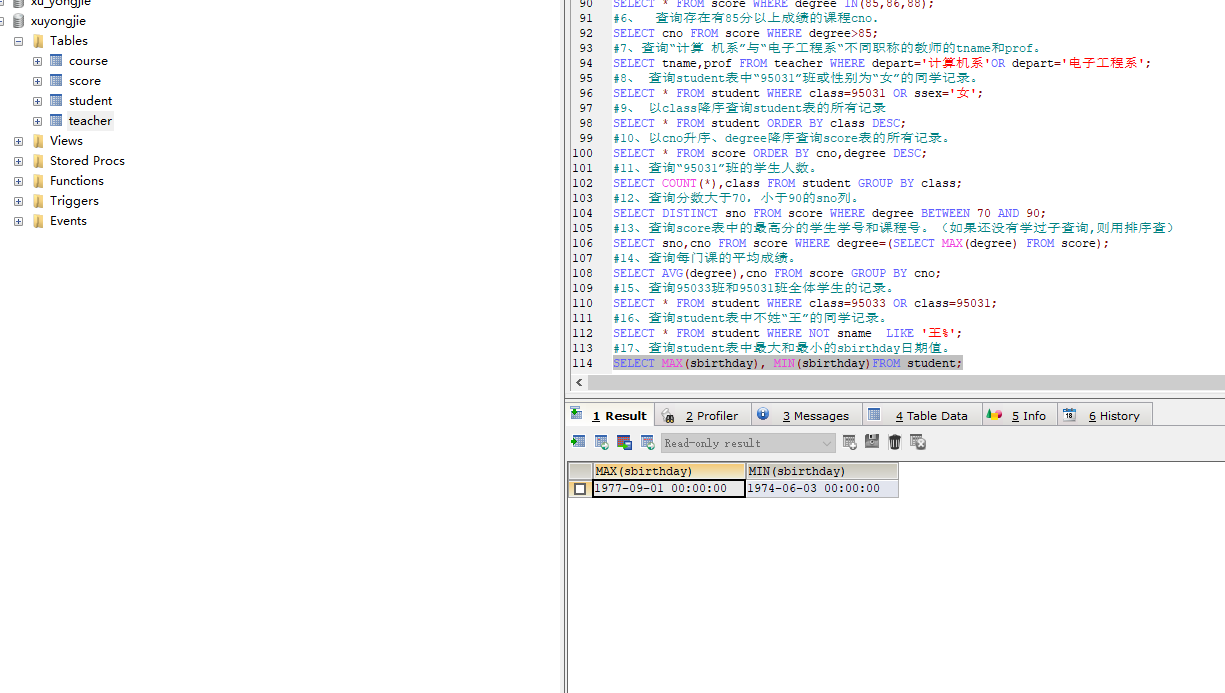 xu_yongjie
xuyongjie
Tables
course
score
student
teacher
Views
Stored Procs
Functions
Triggers
Events
90 SELECT * FROM score WHERE degree IN(85,86,88);
91 #6、 查询存在有85分以上成绩的课程cno.
92 SELECT cno FROM score WHERE degree>85;
93 #7、查询“计算 机系”与“电子工程系“不同职称的教师的tname和prof。
94 SELECT tname,prof FROM teacher WHERE depart='计算机系'OR depart='电子工程系';
95 #8、 查询student表中“95031”班或性别为“女”的同学记录。
96 SELECT * FROM student WHERE class=95031 OR ssex='女';
97 #9、 以class降序查询student表的所有记录
98 SELECT * FROM student ORDER BY class DESC;
99 #10、以cno升序、degree降序查询score表的所有记录。
100 SELECT * FROM score ORDER BY cno,degree DESC;
101 #11、查询“95031”班的学生人数。
102 SELECT COUNT(*),class FROM student GROUP BY class;
103 #12、查询分数大于70，小于90的sno列。
104 SELECT DISTINCT sno FROM score WHERE degree BETWEEN 70 AND 90;
105 #13、查询score表中的最高分的学生学号和课程号。（如果还没有学过子查询,则用排序查）
106 SELECT sno,cno FROM score WHERE degree=(SELECT MAX(degree) FROM score);
107 #14、查询每门课的平均成绩。
108 SELECT AVG(degree),cno FROM score GROUP BY cno;
109 #15、查询95033班和95031班全体学生的记录。
110 SELECT * FROM student WHERE class=95033 OR class=95031;
111 #16、查询student表中不姓“王”的同学记录。
112 SELECT * FROM student WHERE NOT sname  LIKE '王%';
113 #17、查询student表中最大和最小的sbirthday日期值。
114 SELECT MAX(sbirthday), MIN(sbirthday)FROM student;
1 Result 2 Profiler 3 Messages 4 Table Data 5 Info 6 History
Read-only result
MAX(sbirthday) MIN(sbirthday)
1977-09-01 00:00:00 1974-06-03 00:00:00